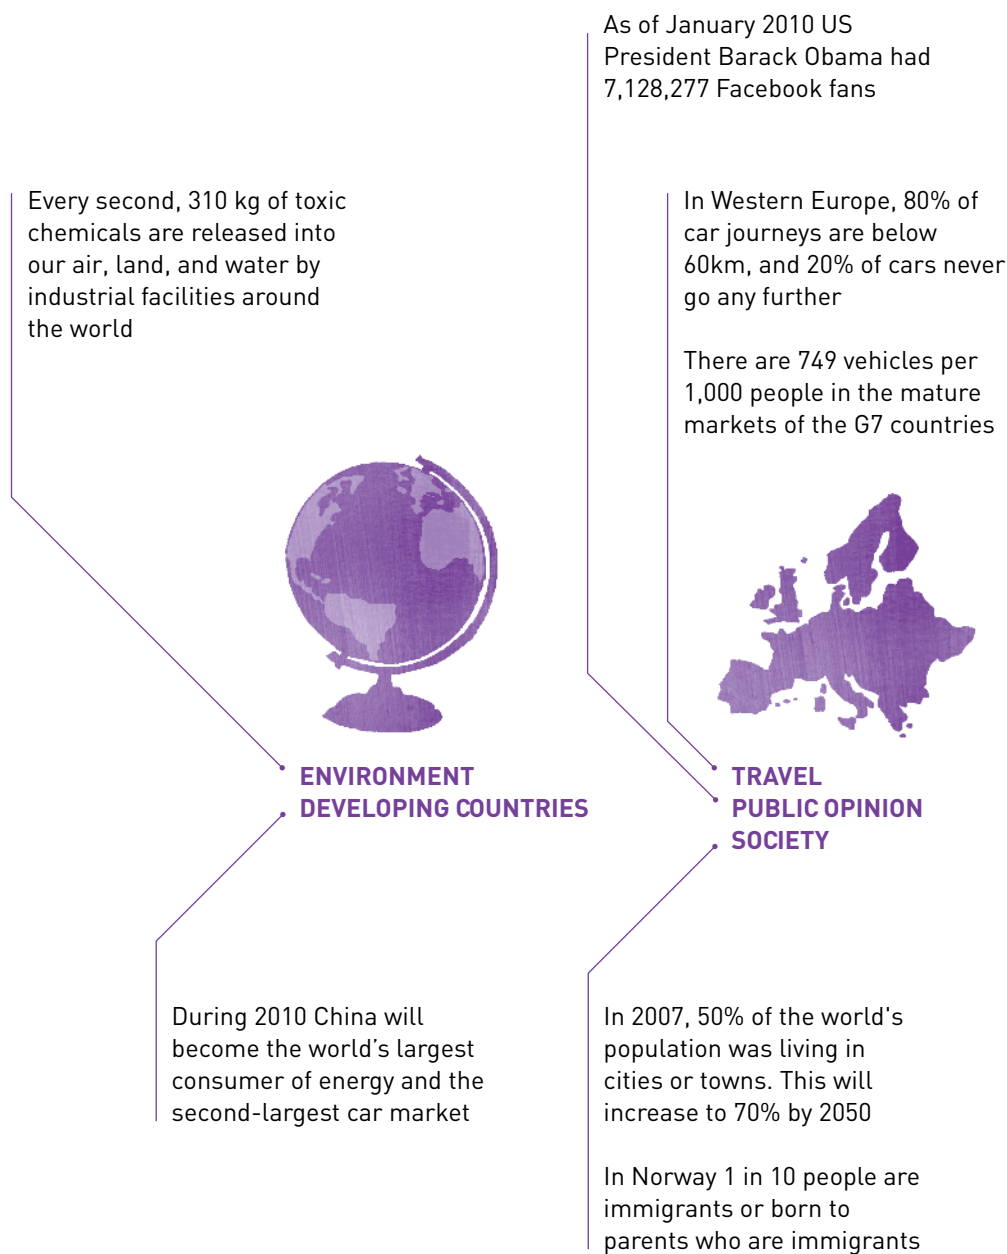 As of January 2010 US
President Barack Obama had
7,128,277 Facebook fans
Every second, 310 kg of toxic
chemicals are released into
our air, land, and water by
industrial facilities around
the world
In Western Europe, 80% of
car journeys are below
60km, and 20% of cars never
go any further
There are 749 vehicles per
1,000 people in the mature
markets of the G7 countries
ENVIRONMENT
DEVELOPING COUNTRIES
TRAVEL
PUBLIC OPINION
SOCIETY
During 2010 China will
become the world’s largest
consumer of energy and the
second-largest car market
In 2007, 50% of the world's
population was living in
cities or towns. This will
increase to 70% by 2050
In Norway 1 in 10 people are
immigrants or born to
parents who are immigrants